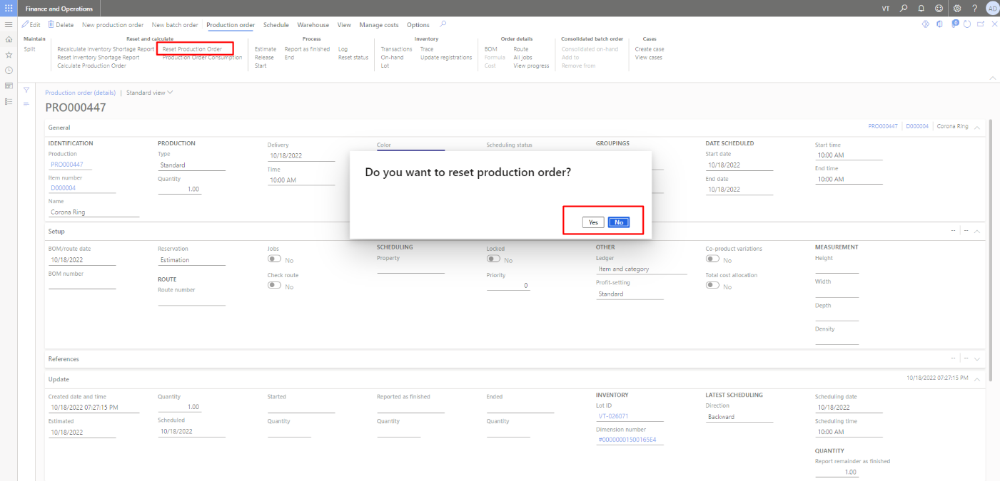 Finance and Operations
VT
?
AD
Edit Delete New production order New batch order Production order Schedule Warehouse View Manage costs Options
0
Maintain
Split
Reset and calculate
Recalculate Inventory Shortage Report
Reset Inventory Shortage Report
Calculate Production Order
Reset Production Order
Production Order Consumption
Process
Estimate
Release
Start
Report as finished
End
Log
Reset status
Inventory
Transactions
On-hand
Lot
Trace
Update registrations
Order details
BOM
Formula
Cost
Route
All jobs
View progress
Consolidated batch order
Consolidated on-hand
Add to
Remove from
Cases
Create case
View cases
Production order (details) | Standard view
PRO000447
General
PRO000447 D000004 Corona Ring
IDENTIFICATION
Production
PRO000447
Item number
D000004
Name
Corona Ring
PRODUCTION
Type
Standard
Quantity
1.00
Delivery
10/18/2022
Time
10:00 AM
Color
Scheduling status
GROUPINGS
DATE SCHEDULED
Start date
10/18/2022
End date
10/18/2022
Start time
10:00 AM
End time
10:00 AM
Do you want to reset production order?
Yes
No
Setup
-- --
BOM/route date
10/18/2022
BOM number
Reservation
Estimation
ROUTE
Route number
Jobs
No
Check route
No
SCHEDULING
Property
Locked
No
Priority
0
OTHER
Ledger
Item and category
Profit-setting
Standard
Co-product variations
No
Total cost allocation
No
MEASUREMENT
Height
Width
Depth
Density
References
-- --
Update
10/18/2022 07:27:15 PM
Created date and time
10/18/2022 07:27:15 PM
Estimated
10/18/2022
Quantity
1.00
Scheduled
10/18/2022
Started
Quantity
Reported as finished
Quantity
Ended
Quantity
INVENTORY
Lot ID
VT-026071
Dimension number
#00000001500165E4
LATEST SCHEDULING
Direction
Backward
Scheduling date
10/18/2022
Scheduling time
10:00 AM
QUANTITY
Report remainder as finished
1.00